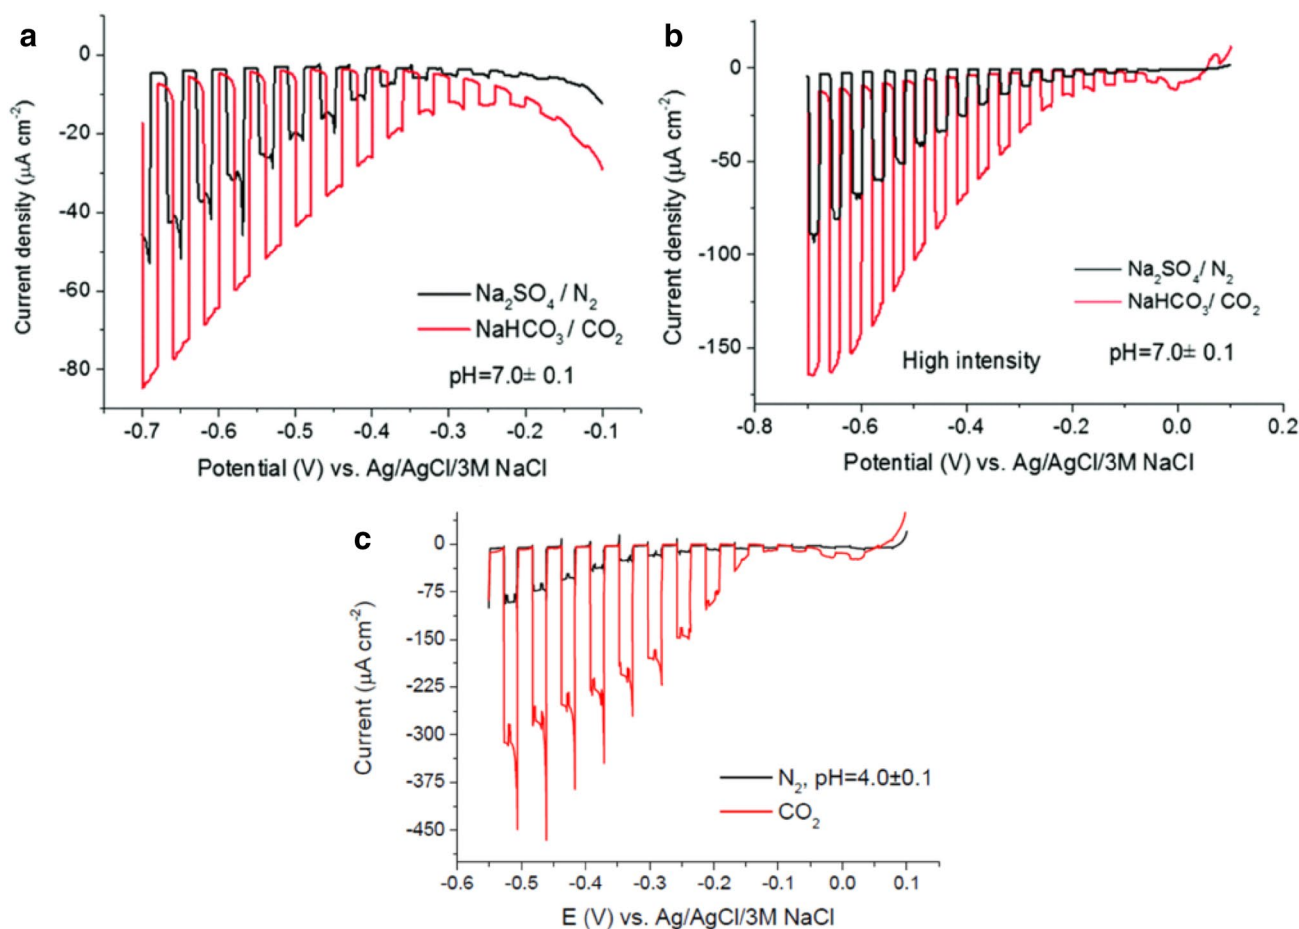 a
0
-20
-40
-60
-80
Current density (μA cm⁻²)
Na₂SO₄ / N₂
NaHCO₃ / CO₂
pH=7.0± 0.1
-0.7 -0.6 -0.5 -0.4 -0.3 -0.2 -0.1
Potential (V) vs. Ag/AgCl/3M NaCl
b
0
-50
-100
-150
Current density (μA cm⁻²)
Na₂SO₄/ N₂
NaHCO₃/ CO₂
High intensity pH=7.0± 0.1
-0.8 -0.6 -0.4 -0.2 0.0 0.2
Potential (V) vs. Ag/AgCl/3M NaCl
c
0
-75
-150
-225
-300
-375
-450
Current (μA cm⁻²)
N₂, pH=4.0±0.1
CO₂
-0.6 -0.5 -0.4 -0.3 -0.2 -0.1 0.0 0.1
E (V) vs. Ag/AgCl/3M NaCl